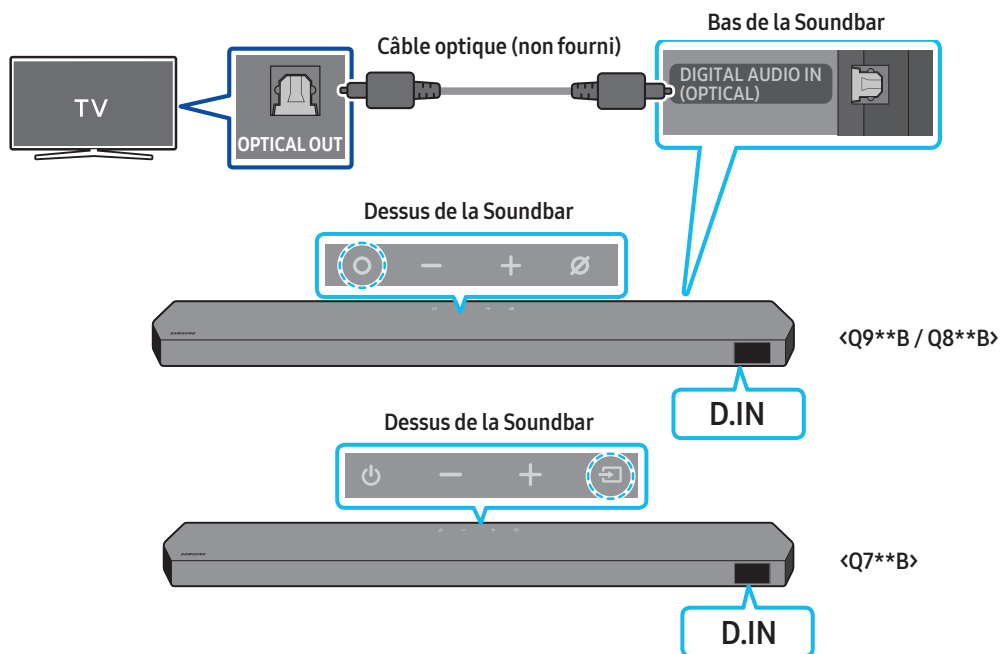 Bas de la Soundbar
Câble optique (non fourni)
DIGITAL AUDIO IN
(OPTICAL)
TV
OPTICAL OUT
Dessus de la Soundbar
SAMSUNG
<Q9**B / Q8**B>
D.IN
Dessus de la Soundbar
SAMSUNG
<Q7**B>
D.IN